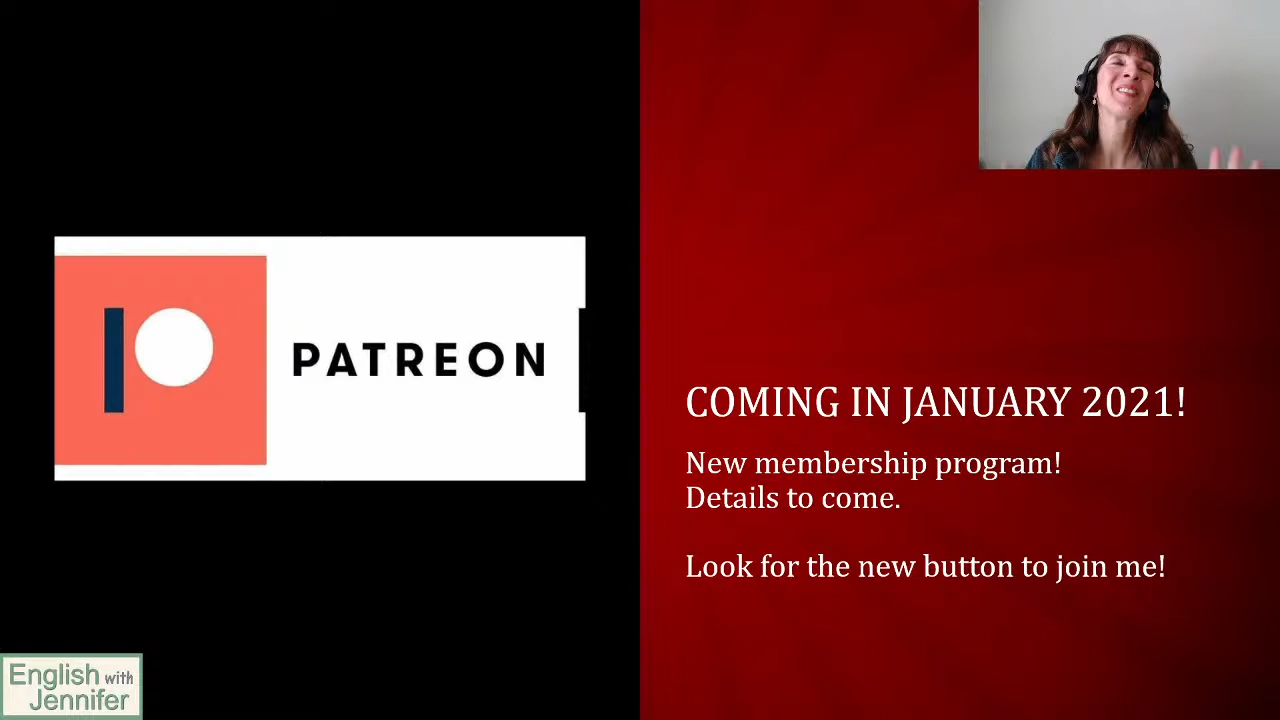 PATREON
COMING IN JANUARY 2021!
New membership program!
Details to come.
Look for the new button to join me!
English with
Jennifer